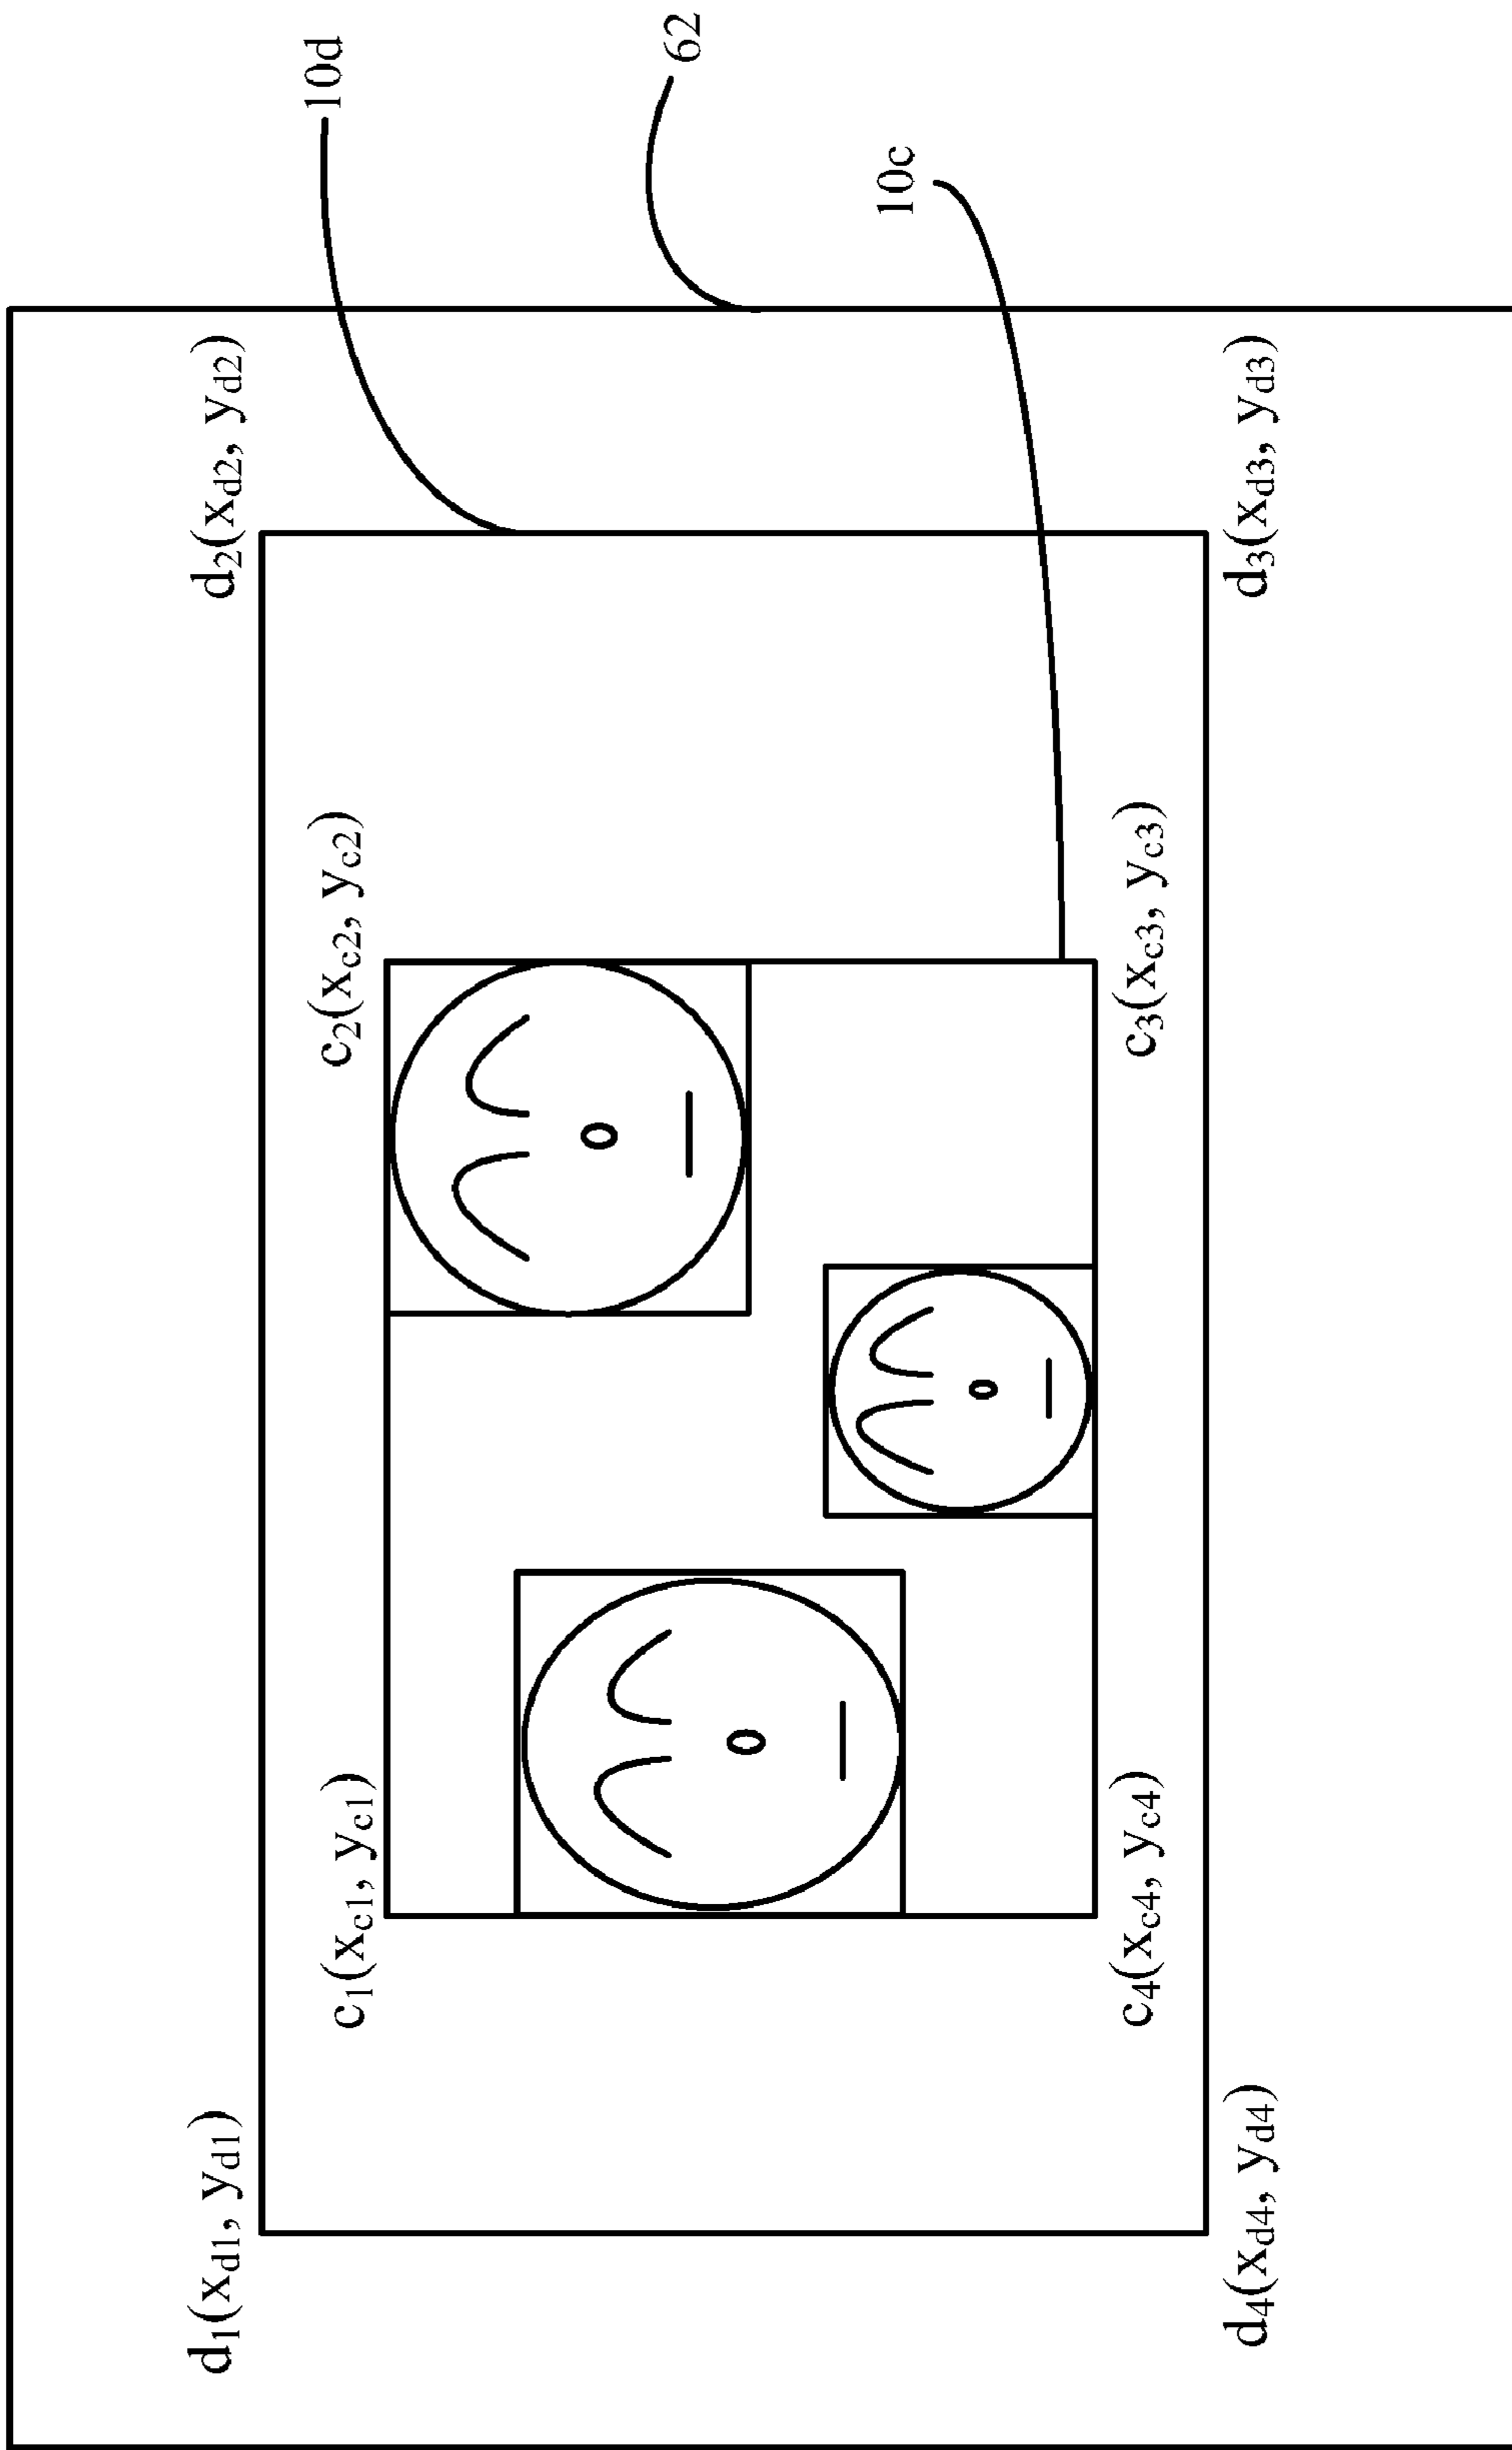 d1(xd1, yd1)
d2(xd2, yd2)
10d
c1(xc1, yc1)
c2(xc2, yc2)
62
10c
c4(xc4, yc4)
c3(xc3, yc3)
d4(xd4, yd4)
d3(xd3, yd3)